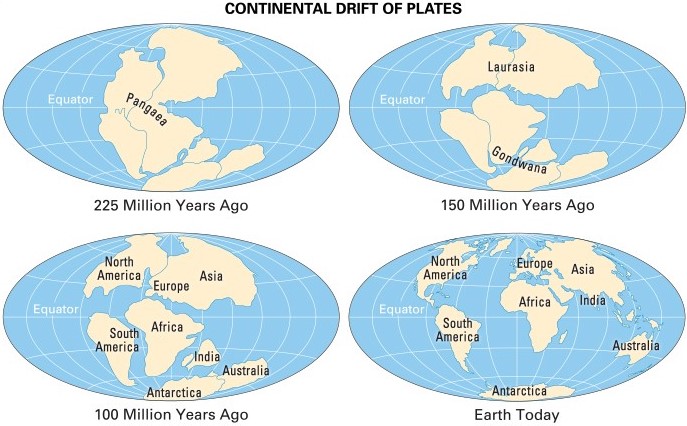 CONTINENTAL DRIFT OF PLATES
Equator
Pangaea
225 Million Years Ago
Equator
Laurasia
Gondwana
150 Million Years Ago
North
America
Europe
Asia
Equator
South
America
Africa
India
Australia
Antarctica
100 Million Years Ago
North
America
Europe
Asia
Equator
Africa
India
South
America
Australia
Antarctica
Earth Today